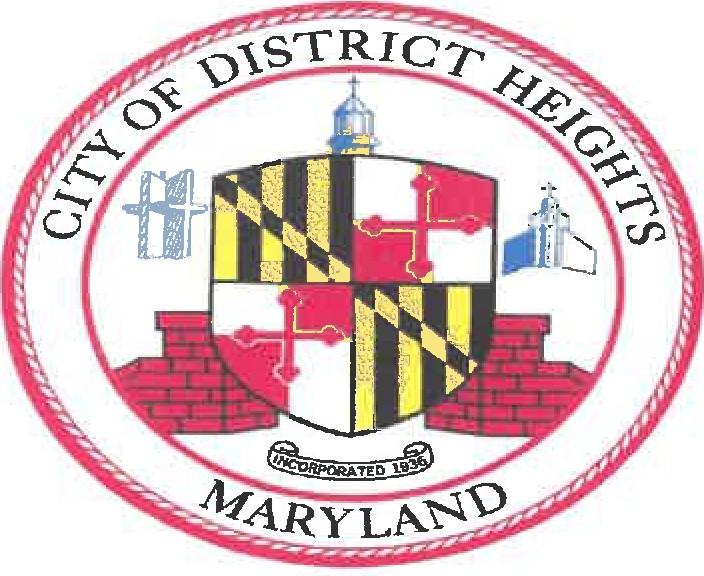 CITY OF DISTRICT HEIGHTS
INCORPORATED 1936
MARYLAND